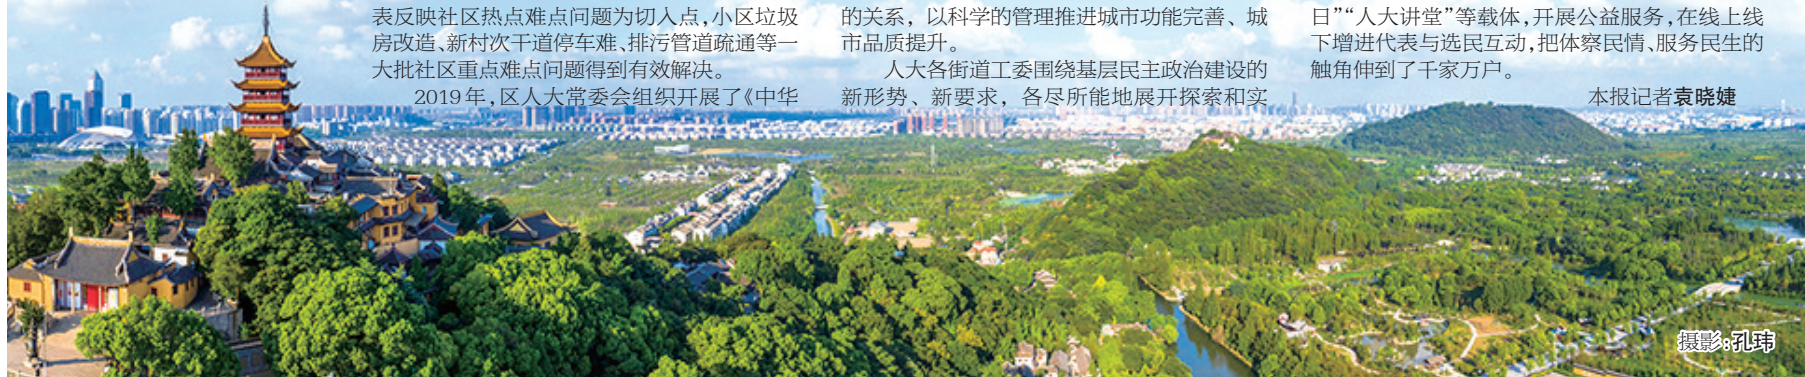 表反映社区热点难点问题为切入点，小区垃圾
房改造、新村次干道停车难、排污管道疏通等一
大批社区重点难点问题得到有效解决。
2019年，区人大常委会组织开展了《中华
的关系，以科学的管理推进城市功能完善、城
市品质提升。
人大各街道工委围绕基层民主政治建设的
新形势、新要求，各尽所能地展开探索和实
日”“人大讲堂”等载体，开展公益服务，在线上线
下增进代表与选民互动，把体察民情、服务民生的
触角伸到了千家万户。
本报记者袁晓婕
摄影：孔玮